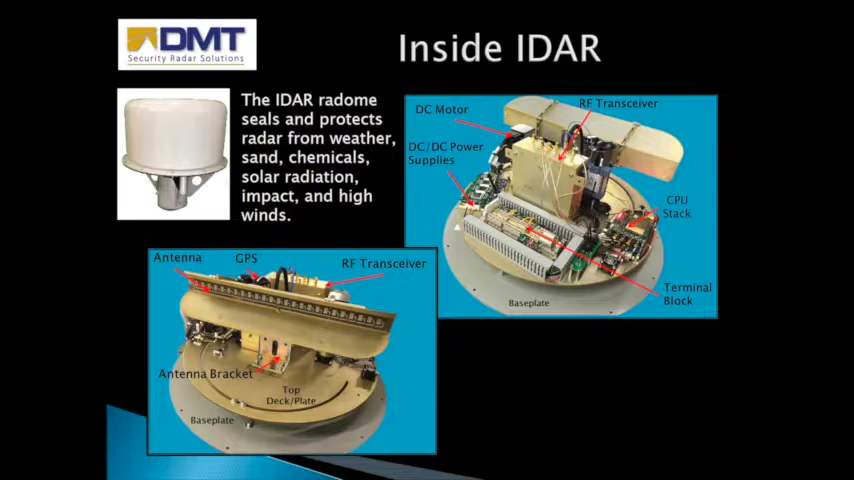 DMT
Security Radar Solutions
Inside IDAR
The IDAR radome
seals and protects
radar from weather,
sand, chemicals,
solar radiation,
impact, and high
winds.
DC Motor
RF Transceiver
DC/DC Power
Supplies
CPU
Stack
Terminal
Block
Baseplate
Antenna
GPS
RF Transceiver
Antenna Bracket
Top
Deck/Plate
Baseplate